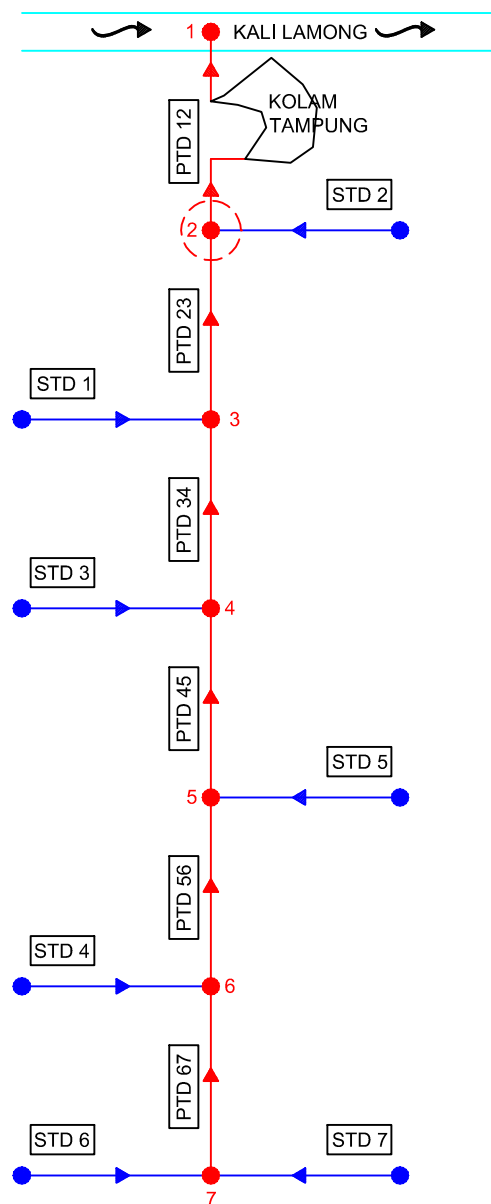 1
KALI LAMONG
KOLAM
TAMPUNG
PTD 12
STD 2
2
PTD 23
STD 1
3
PTD 34
STD 3
4
PTD 45
STD 5
5
PTD 56
STD 4
6
PTD 67
STD 6
STD 7
7